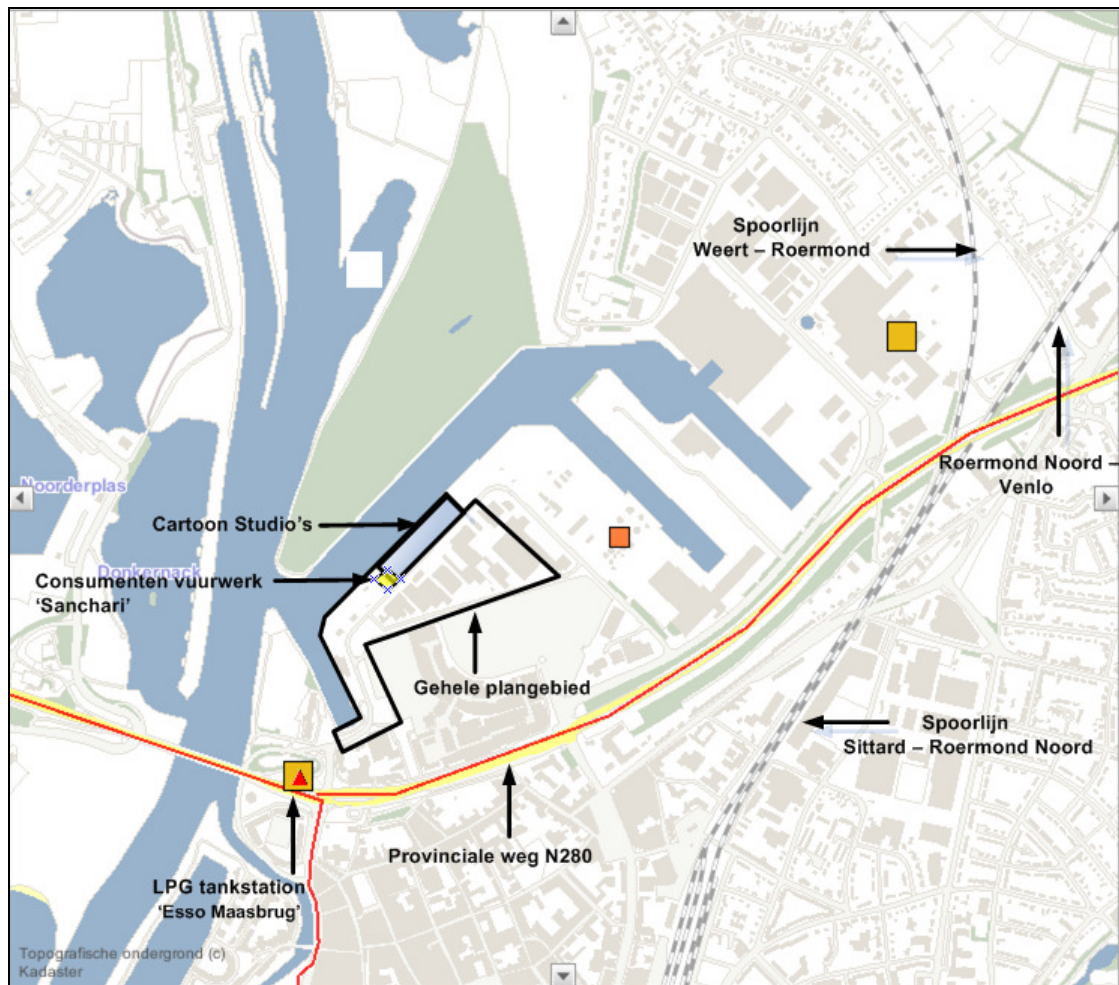 Spoorlijn
Weert – Roermond
Roermond Noord –
Venlo
Noorderplas
Cartoon Studio's
Donkernack
Consumenten vuurwerk
'Sanchari'
Gehele plangebied
Spoorlijn
Sittard – Roermond Noord
Provinciale weg N280
LPG tankstation
'Esso Maasbrug'
Topografische ondergrond (c)
Kadaster